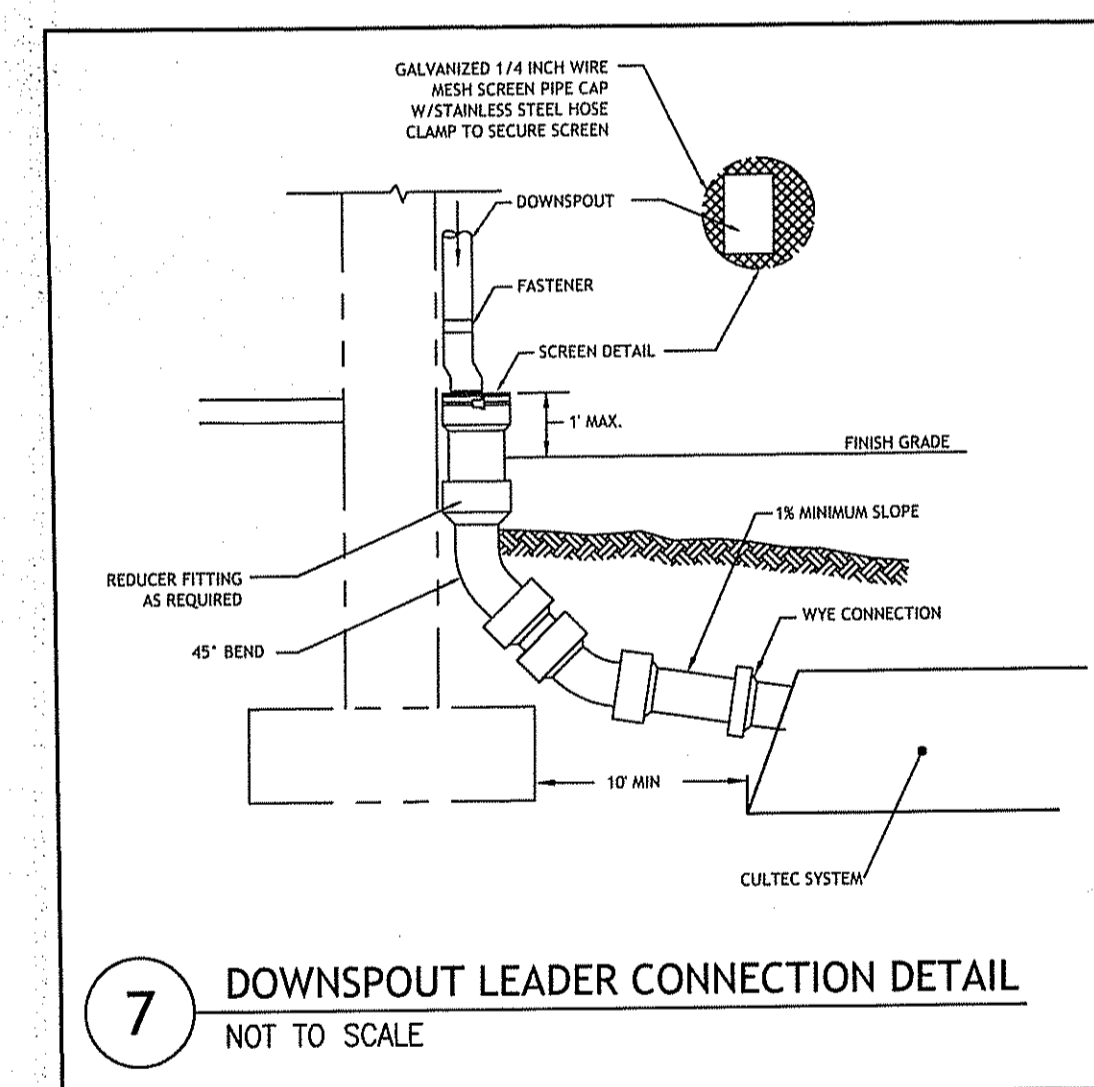 GALVANIZED 1/4 INCH WIRE
MESH SCREEN PIPE CAP
W/STAINLESS STEEL HOSE
CLAMP TO SECURE SCREEN
DOWNSPOUT
FASTENER
SCREEN DETAIL
1' MAX.
FINISH GRADE
1% MINIMUM SLOPE
REDUCER FITTING
AS REQUIRED
WYE CONNECTION
45° BEND
10' MIN
CULTEC SYSTEM
7
DOWNSPOUT LEADER CONNECTION DETAIL
NOT TO SCALE